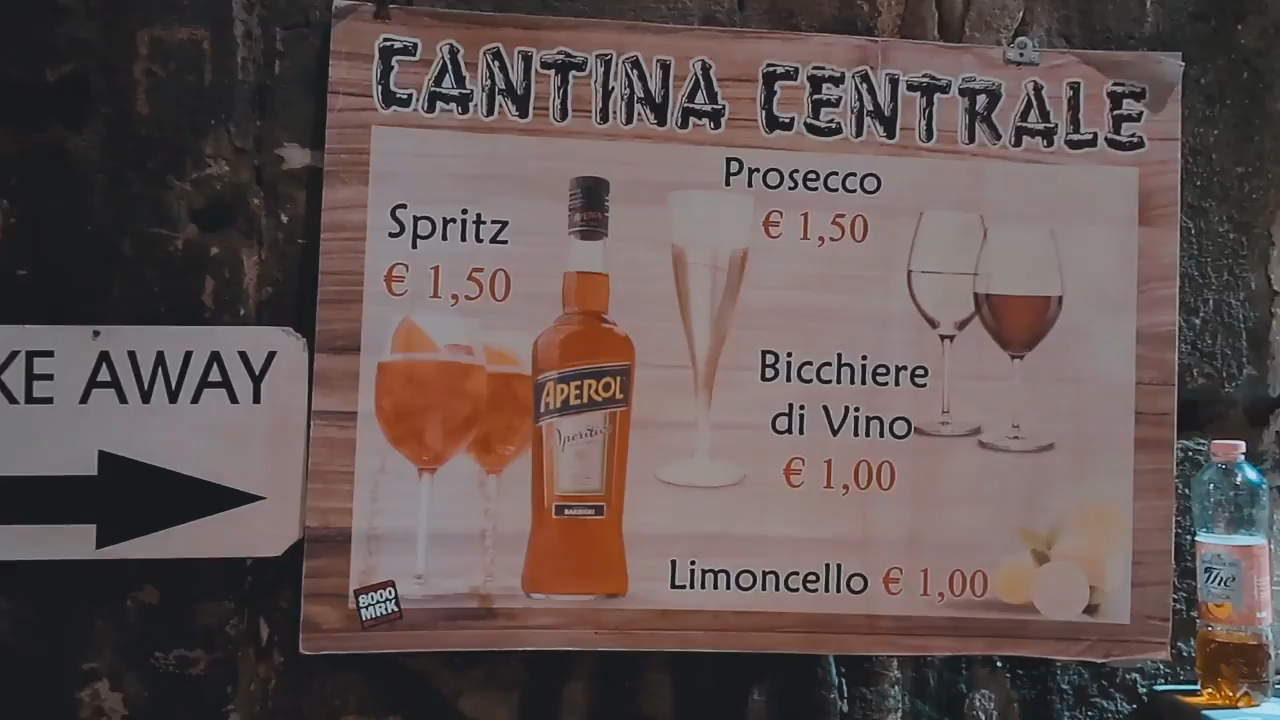 CANTINA CENTRALE
Prosecco
€ 1,50
Spritz
€ 1,50
APEROL
Aperitivo
BARBIERI
Bicchiere
di Vino
€ 1,00
Limoncello € 1,00
8000
MRK
KE AWAY
The